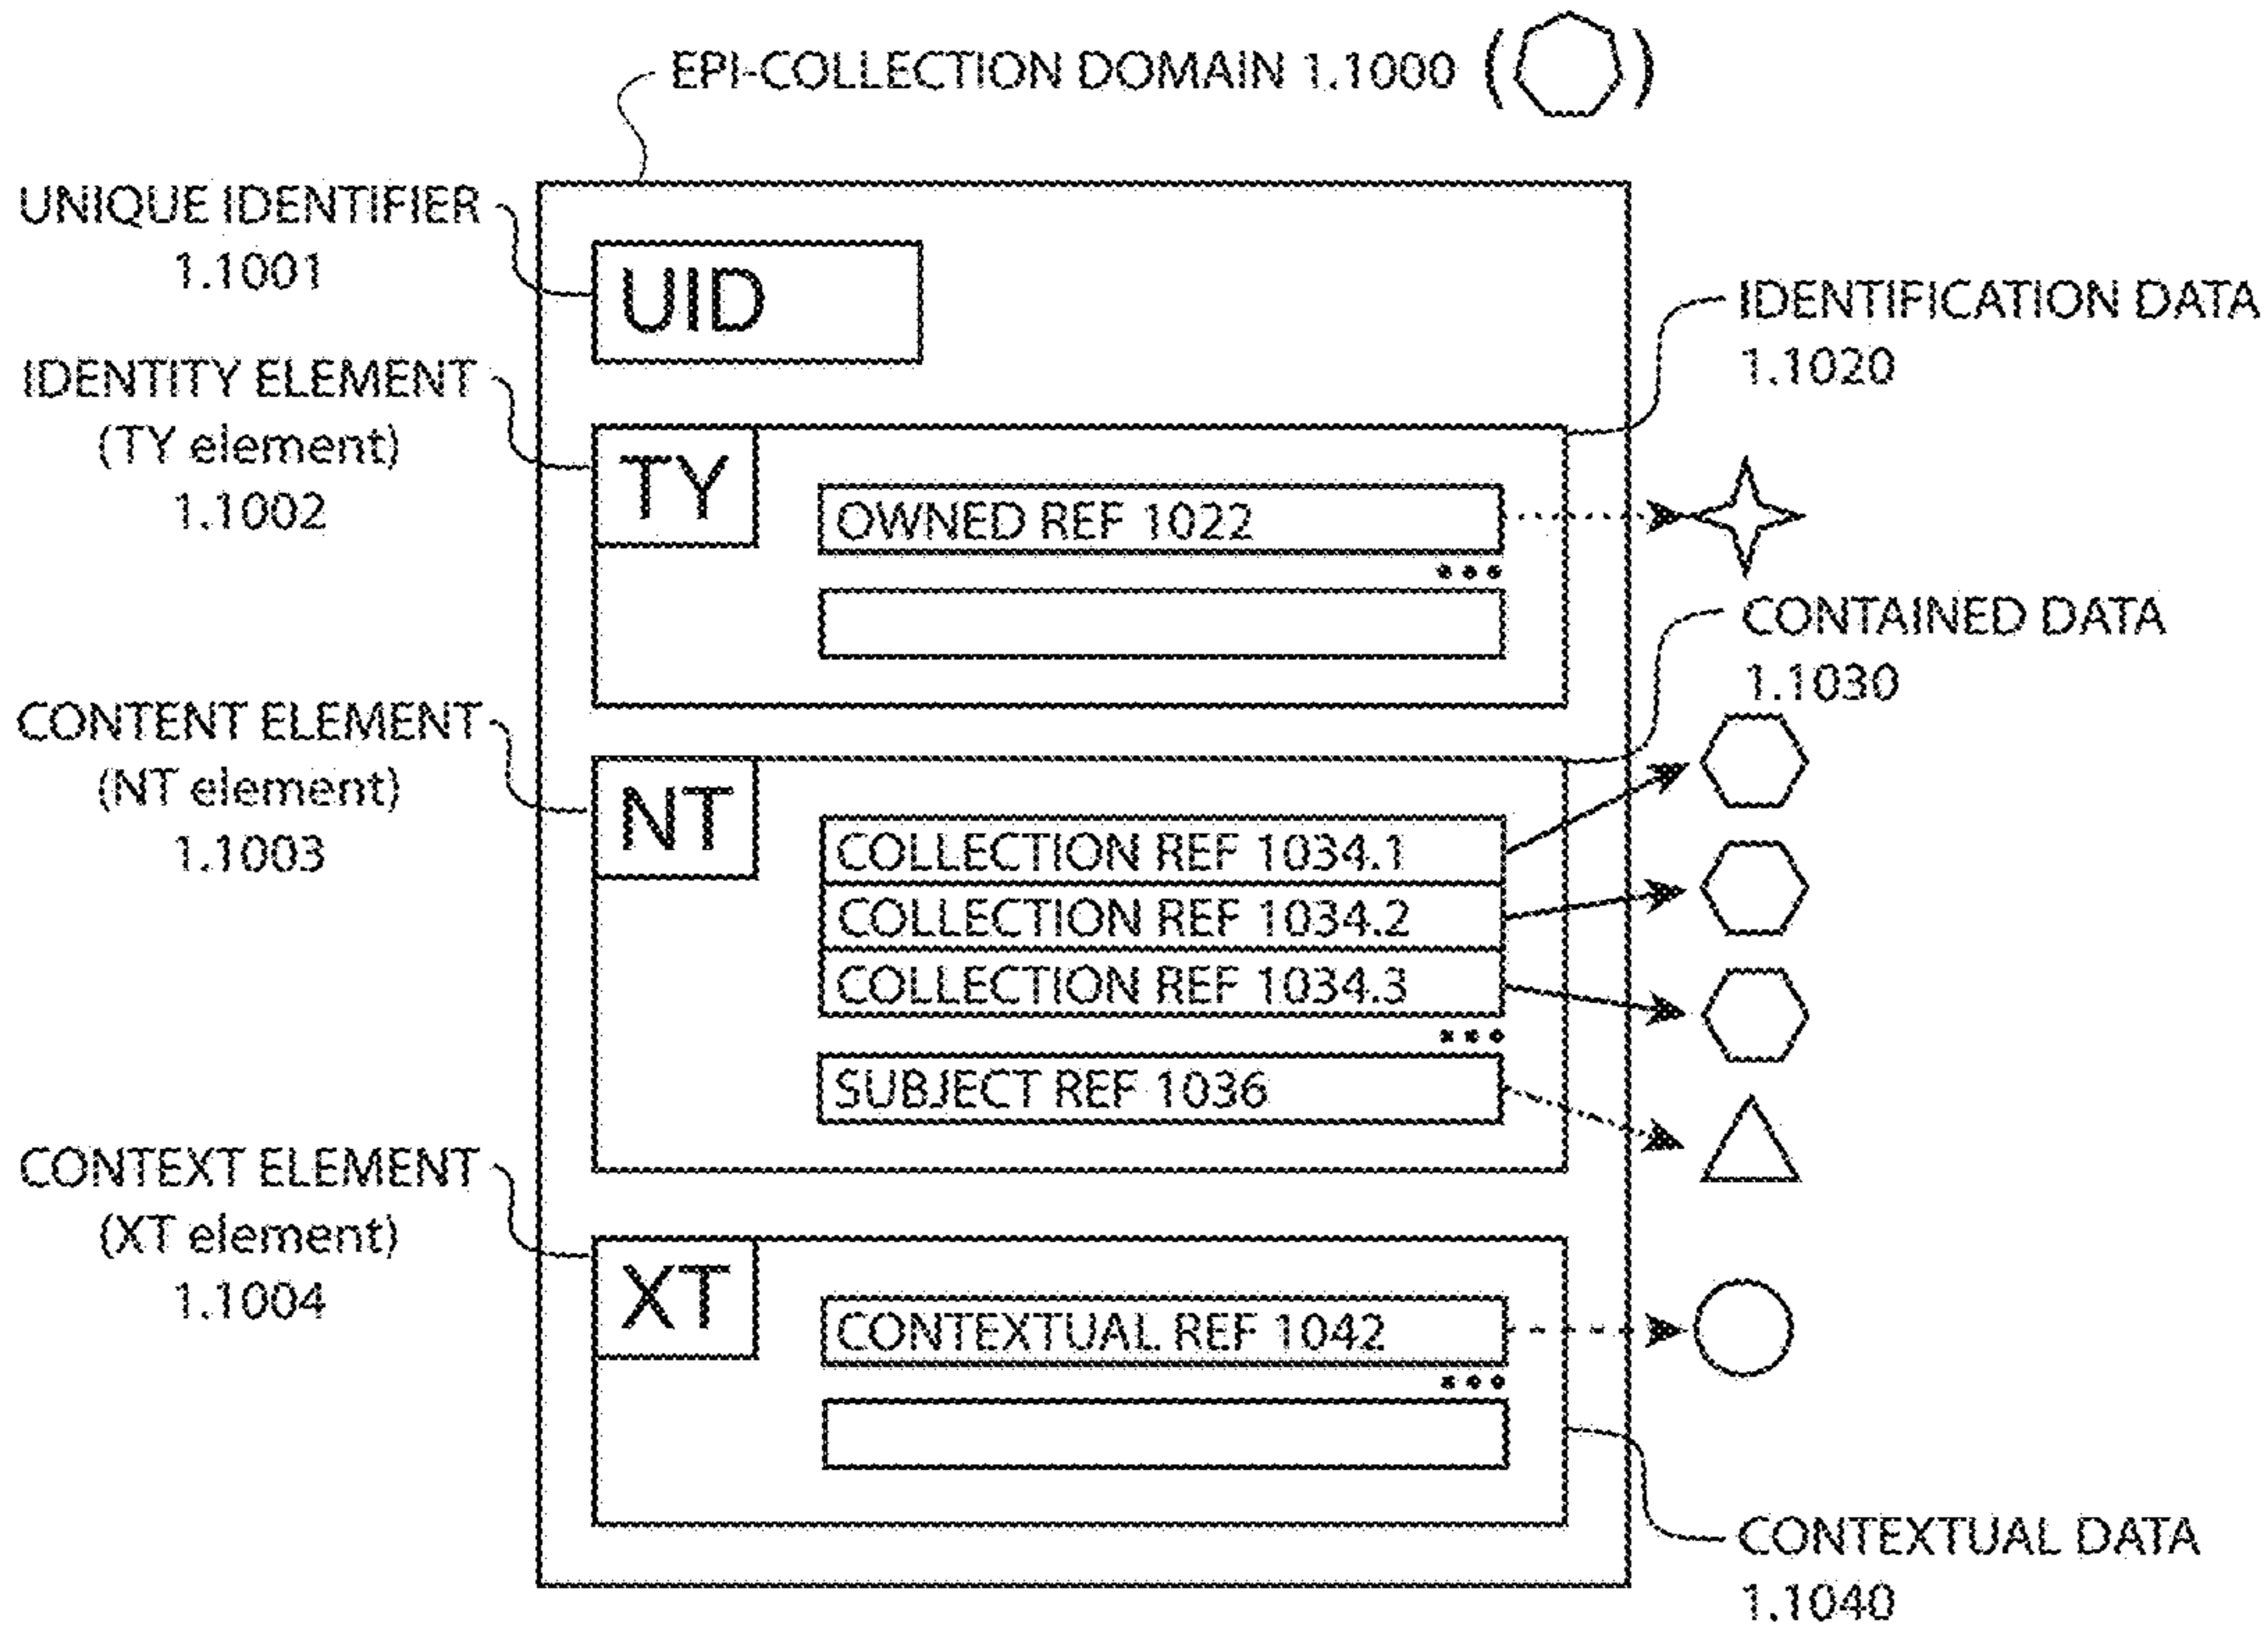 EPI-COLLECTION DOMAIN 1.1000 ( )
UNIQUE IDENTIFIER
1.1001
UID
IDENTIFICATION DATA
1.1020
IDENTITY ELEMENT
(TY element)
1.1002
TY
OWNED REF 1022
•••
CONTAINED DATA
1.1030
CONTENT ELEMENT
(NT element)
1.1003
NT
COLLECTION REF 1034.1
COLLECTION REF 1034.2
COLLECTION REF 1034.3
•••
SUBJECT REF 1036
CONTEXT ELEMENT
(XT element)
1.1004
XT
CONTEXTUAL REF 1042
•••
CONTEXTUAL DATA
1.1040